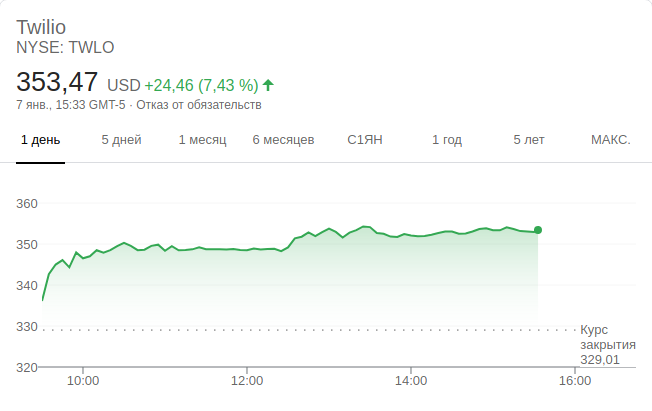 Twilio
NYSE: TWLO
353,47 USD +24,46 (7,43 %)
7 янв., 15:33 GMT-5 · Отказ от обязательств
1 день 5 дней 1 месяц 6 месяцев С1ЯН 1 год 5 лет МАКС.
360
350
340
330
320
Курс
закрытия
329,01
10:00 12:00 14:00 16:00